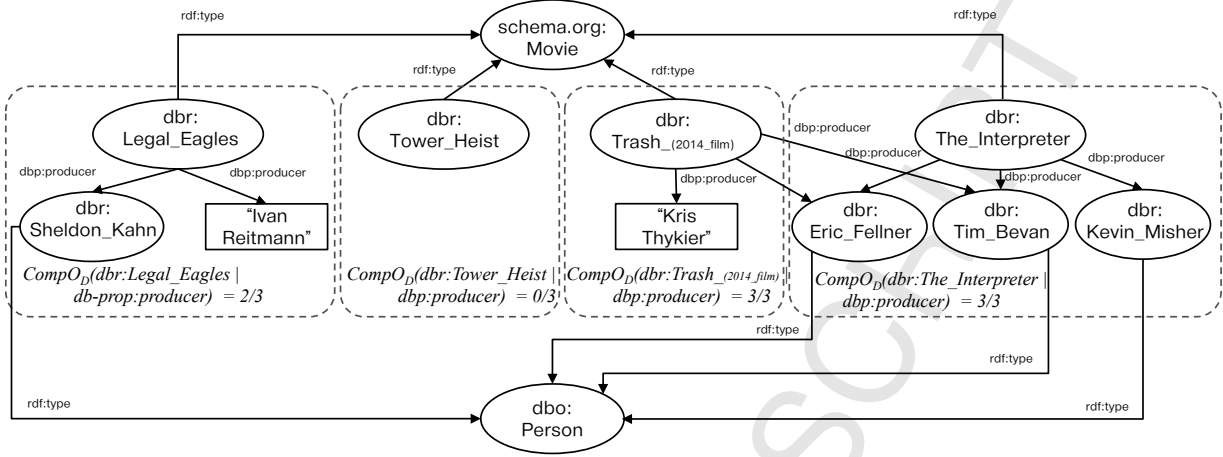 rdf:type
schema.org:
Movie
rdf:type
rdf:type
rdf:type
dbr:
Legal_Eagles
dbp:producer
dbp:producer
dbr:
Sheldon_Kahn
“Ivan
Reitmann”
CompO_D(dbr:Legal_Eagles |
db-prop:producer) = 2/3
dbr:
Tower_Heist
CompO_D(dbr:Tower_Heist |
dbp:producer) = 0/3
dbr:
Trash_(2014_film)
dbp:producer
dbp:producer
“Kris
Thykier”
CompO_D(dbr:Trash_(2014_film) |
dbp:producer) = 3/3
dbr:
The_Interpreter
dbp:producer
dbp:producer
dbp:producer
dbr:
Eric_Fellner
dbr:
Tim_Bevan
dbr:
Kevin_Misher
CompO_D(dbr:The_Interpreter |
dbp:producer) = 3/3
rdf:type
rdf:type
rdf:type
rdf:type
dbo:
Person